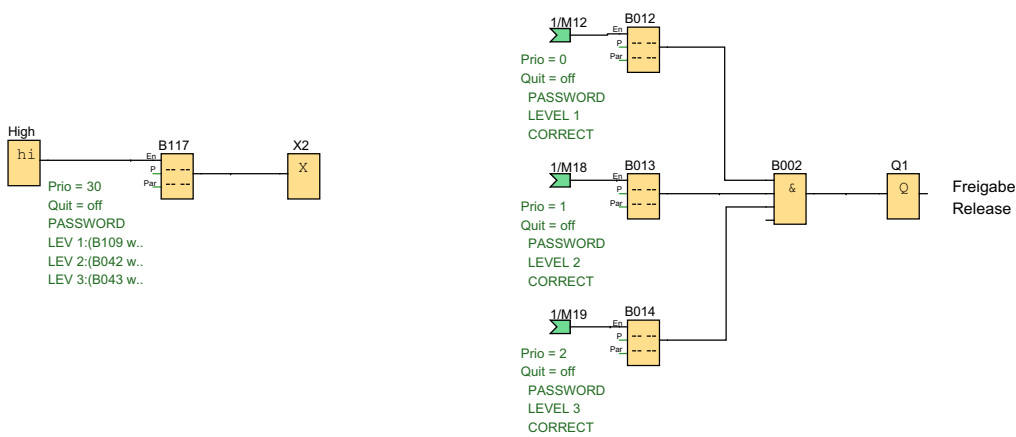 High
hi
B117
En
P
Par
X2
X
Prio = 30
Quit = off
PASSWORD
LEV 1:(B109 w..
LEV 2:(B042 w..
LEV 3:(B043 w..
1/M12
B012
En
P
Par
Prio = 0
Quit = off
PASSWORD
LEVEL 1
CORRECT
1/M18
B013
En
P
Par
Prio = 1
Quit = off
PASSWORD
LEVEL 2
CORRECT
1/M19
B014
En
P
Par
Prio = 2
Quit = off
PASSWORD
LEVEL 3
CORRECT
B002
&
Q1
Q
Freigabe
Release